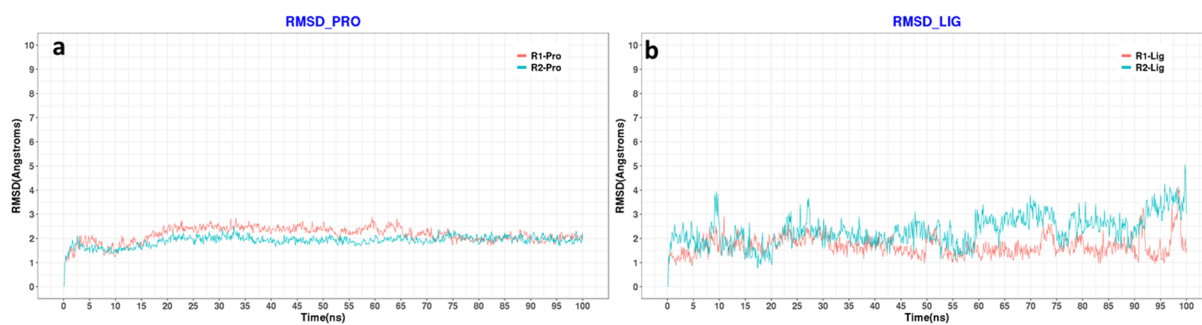 RMSD_PRO
a
R1-Pro
R2-Pro
RMSD(Angstroms)
10
9
8
7
6
5
4
3
2
1
0
0 5 10 15 20 25 30 35 40 45 50 55 60 65 70 75 80 85 90 95 100
Time(ns)
RMSD_LIG
b
R1-Lig
R2-Lig
RMSD(Angstroms)
10
9
8
7
6
5
4
3
2
1
0
0 5 10 15 20 25 30 35 40 45 50 55 60 65 70 75 80 85 90 95 100
Time(ns)